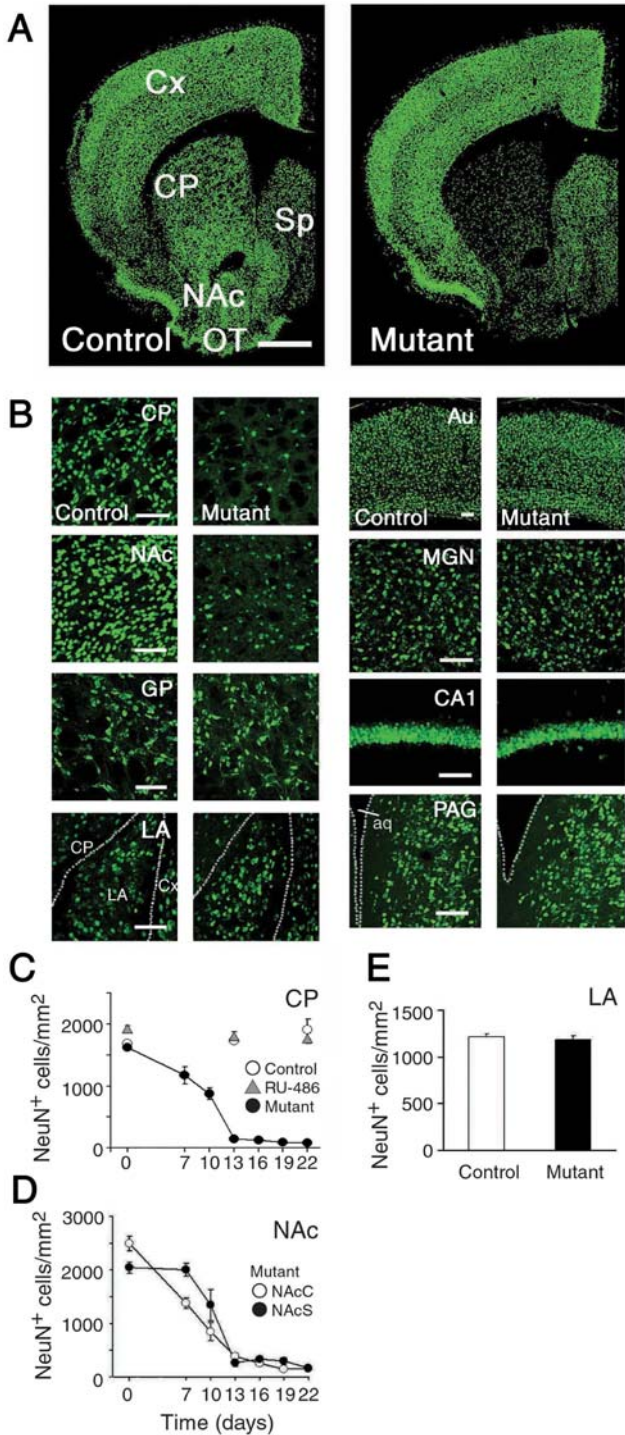 A
Cx
CP
Sp
NAc
Control
OT
Mutant
B
CP
Control
Mutant
NAc
GP
LA
CP
LA
Cx
Au
Control
Mutant
MGN
CA1
PAG
aq
C
CP
NeuN+ cells/mm2
2000
1000
0
Control
RU-486
Mutant
0 7 10 13 16 19 22
D
NAc
NeuN+ cells/mm2
3000
2000
1000
0
Mutant
NAcC
NAcS
0 7 10 13 16 19 22
Time (days)
E
LA
NeuN+ cells/mm2
1500
1000
500
0
Control Mutant